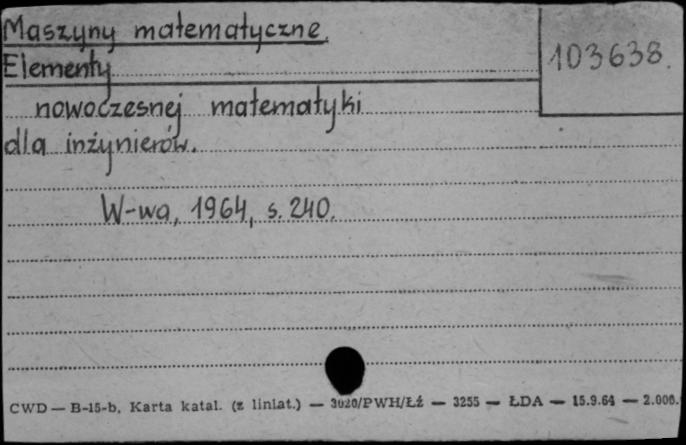 Maszyny matematyczne.
103638.
Elementy
nowoczesnej matematyki
dla inżynierów.
W-wa, 1964, s. 240.
CWD — B-15-b, Karta katal. (z liniat.) — 3020/PWH/Łź — 3255 — ŁDA — 15.9.64 — 2.000.